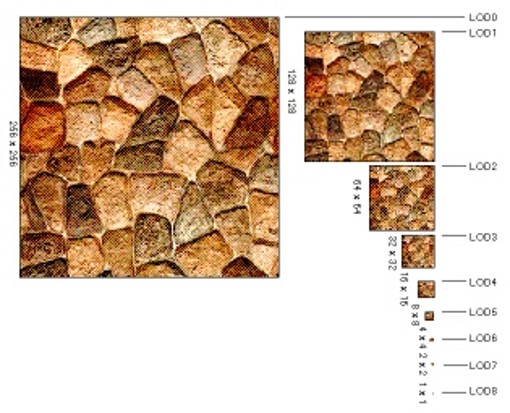 LOD0
LOD1
256 x 256
128 x 128
LOD2
64 x 64
LOD3
32 x 32
LOD4
16 x 16
LOD5
8 x 8
LOD6
4 x 4
LOD7
2 x 2
LOD8
1 x 1